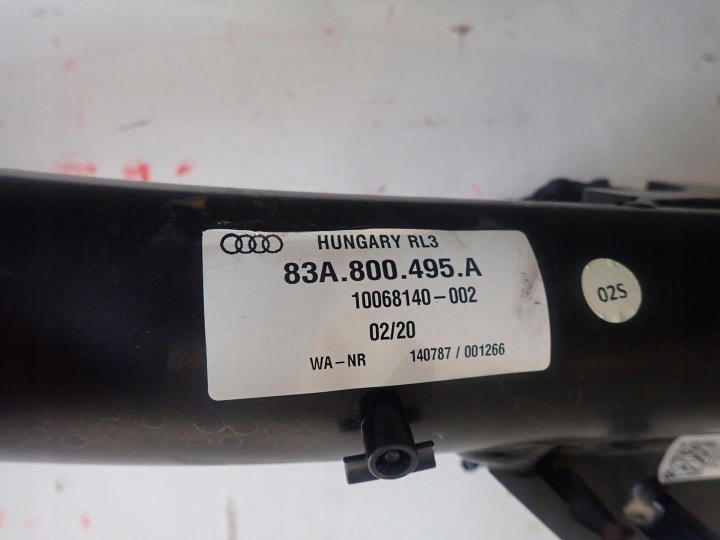 HUNGARY RL3
83A.800.495.A
10068140-002
02/20
WA-NR 140787 / 001266
02S